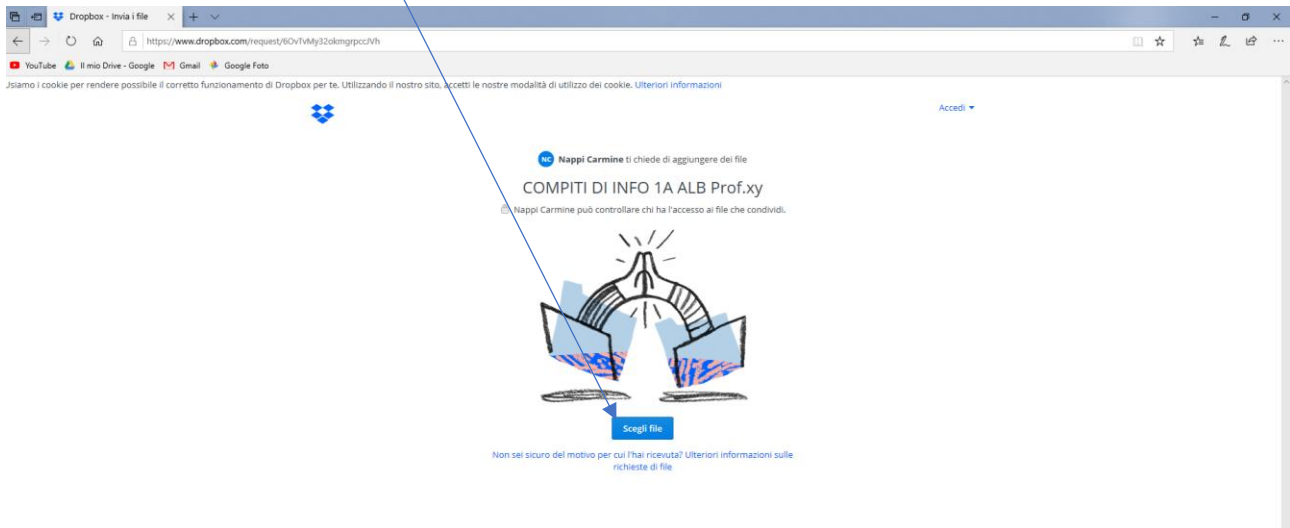 Dropbox - Invia i file
https://www.dropbox.com/request/6OvTvMy32okmgrpccJVh
YouTube Il mio Drive - Google Gmail Google Foto
Jsiamo i cookie per rendere possibile il corretto funzionamento di Dropbox per te. Utilizzando il nostro sito, accetti le nostre modalità di utilizzo dei cookie. Ulteriori informazioni
Accedi
NC Nappi Carmine ti chiede di aggiungere dei file
COMPITI DI INFO 1A ALB Prof.xy
Nappi Carmine può controllare chi ha l'accesso ai file che condividi.
Scegli file
Non sei sicuro del motivo per cui l'hai ricevuta? Ulteriori informazioni sulle
richieste di file